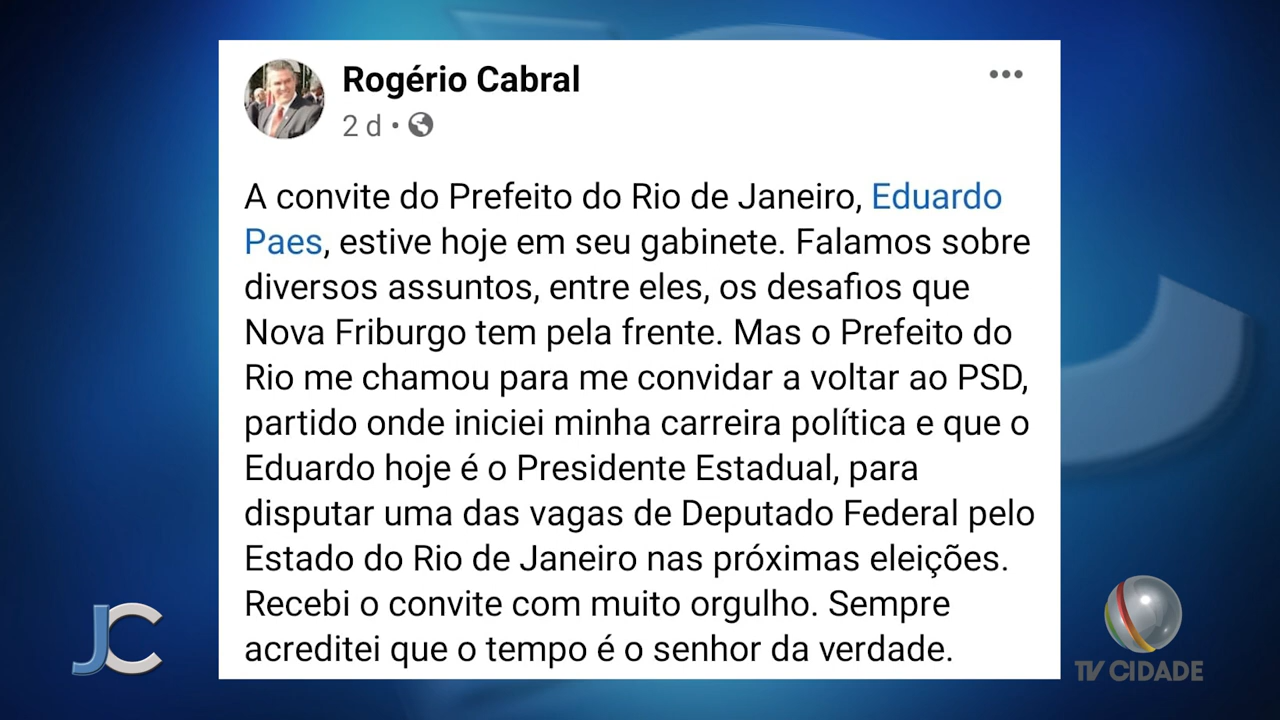 Rogério Cabral
2 d •
A convite do Prefeito do Rio de Janeiro, Eduardo
Paes, estive hoje em seu gabinete. Falamos sobre
diversos assuntos, entre eles, os desafios que
Nova Friburgo tem pela frente. Mas o Prefeito do
Rio me chamou para me convidar a voltar ao PSD,
partido onde iniciei minha carreira política e que o
Eduardo hoje é o Presidente Estadual, para
disputar uma das vagas de Deputado Federal pelo
Estado do Rio de Janeiro nas próximas eleições.
Recebi o convite com muito orgulho. Sempre
acreditei que o tempo é o senhor da verdade.
JC
TV CIDADE